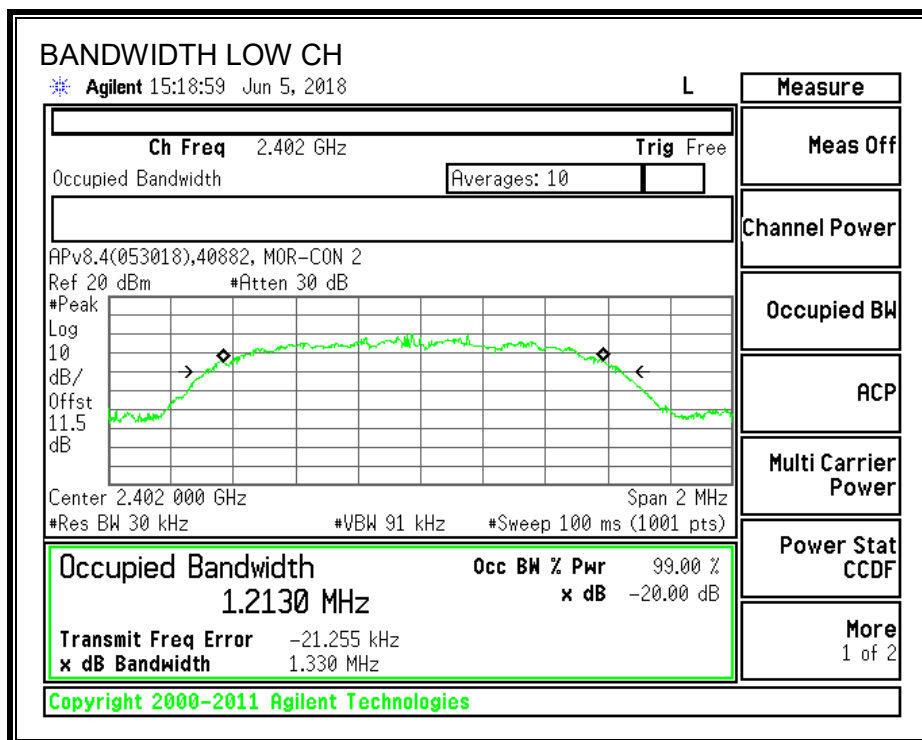 BANDWIDTH LOW CH
Agilent 15:18:59 Jun 5, 2018 L
Measure
Ch Freq 2.402 GHz Trig Free
Occupied Bandwidth Averages: 10
APv8.4(053018),40882, MOR-CON 2
Ref 20 dBm #Atten 30 dB
#Peak
Log
10
dB/
Offst
11.5
dB
Center 2.402 000 GHz Span 2 MHz
#Res BW 30 kHz #VBW 91 kHz #Sweep 100 ms (1001 pts)
Occupied Bandwidth
1.2130 MHz
Occ BW % Pwr 99.00 %
x dB -20.00 dB
Transmit Freq Error -21.255 kHz
x dB Bandwidth 1.330 MHz
Meas Off
Channel Power
Occupied BW
ACP
Multi Carrier
Power
Power Stat
CCDF
More
1 of 2
Copyright 2000-2011 Agilent Technologies